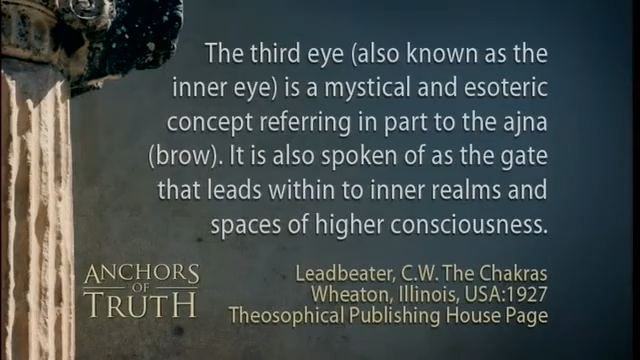 The third eye (also known as the
inner eye) is a mystical and esoteric
concept referring in part to the ajna
(brow). It is also spoken of as the gate
that leads within to inner realms and
spaces of higher consciousness.
ANCHORS
OF
TRUTH
Leadbeater, C.W. The Chakras
Wheaton, Illinois, USA:1927
Theosophical Publishing House Page